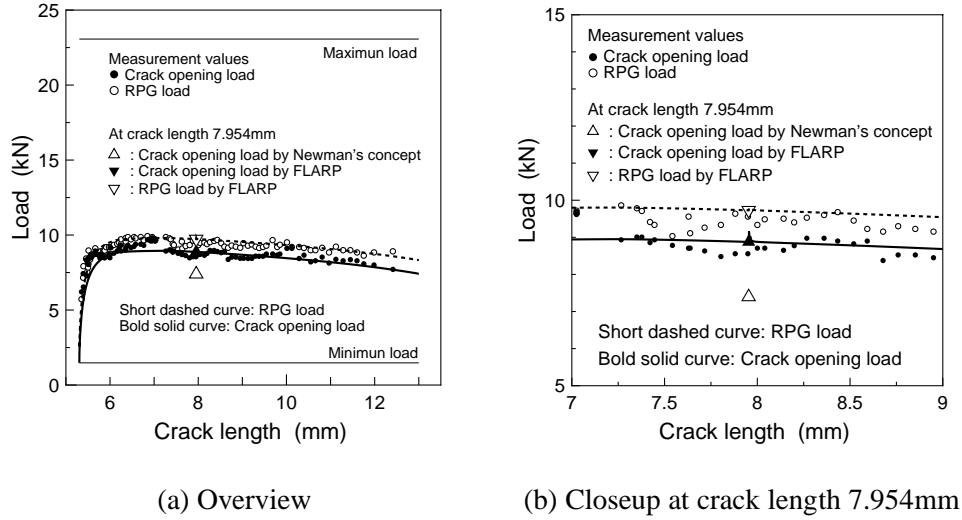 25
20
15
10
5
0
Load (kN)
Maximun load
Measurement values
● Crack opening load
○ RPG load
At crack length 7.954mm
△ : Crack opening load by Newman's concept
▼ : Crack opening load by FLARP
▽ : RPG load by FLARP
Short dashed curve: RPG load
Bold solid curve: Crack opening load
Minimun load
6 8 10 12
Crack length (mm)
(a) Overview
15
10
5
Load (kN)
Measurement values
● Crack opening load
○ RPG load
At crack length 7.954mm
△ : Crack opening load by Newman's concept
▼ : Crack opening load by FLARP
▽ : RPG load by FLARP
Short dashed curve: RPG load
Bold solid curve: Crack opening load
7 7.5 8 8.5 9
Crack length (mm)
(b) Closeup at crack length 7.954mm